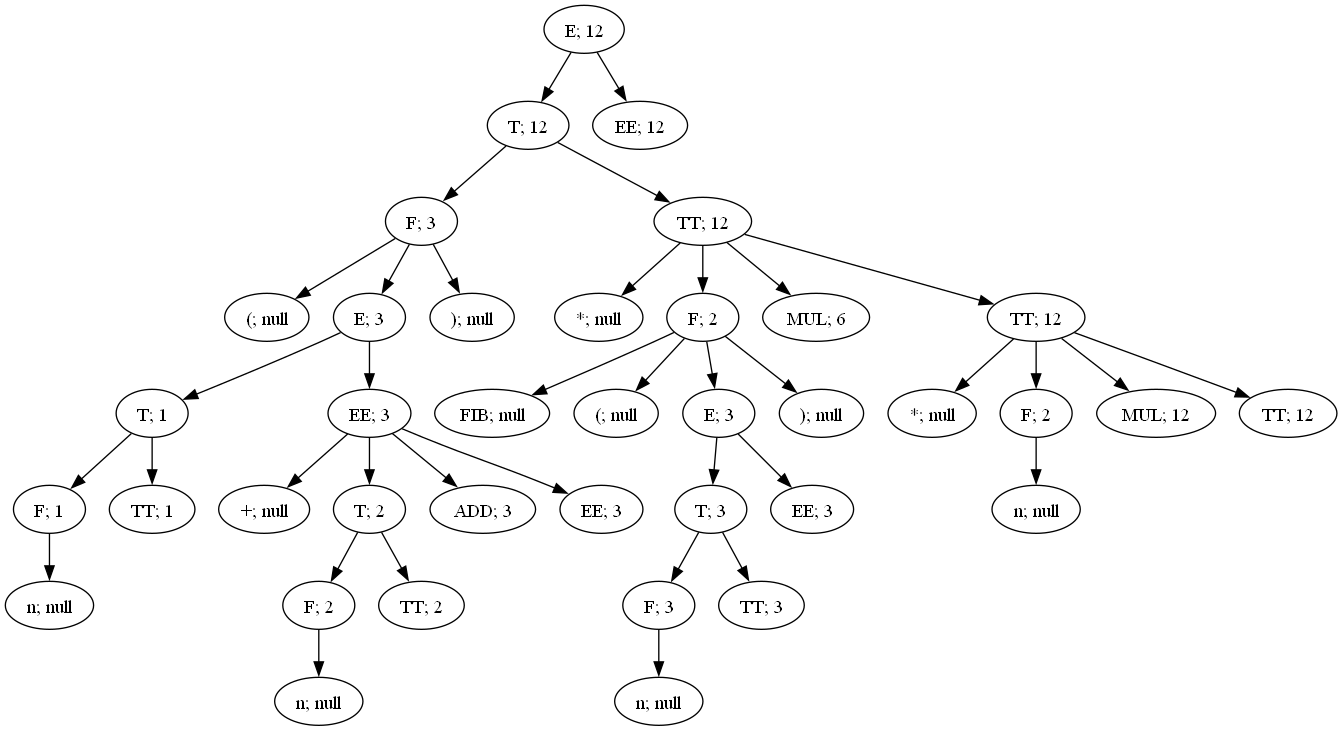 E; 12
T; 12
EE; 12
F; 3
TT; 12
(; null
E; 3
); null
*; null
F; 2
MUL; 6
TT; 12
T; 1
EE; 3
FIB; null
(; null
E; 3
); null
*; null
F; 2
MUL; 12
TT; 12
F; 1
TT; 1
+; null
T; 2
ADD; 3
EE; 3
T; 3
EE; 3
n; null
n; null
F; 2
TT; 2
F; 3
TT; 3
n; null
n; null